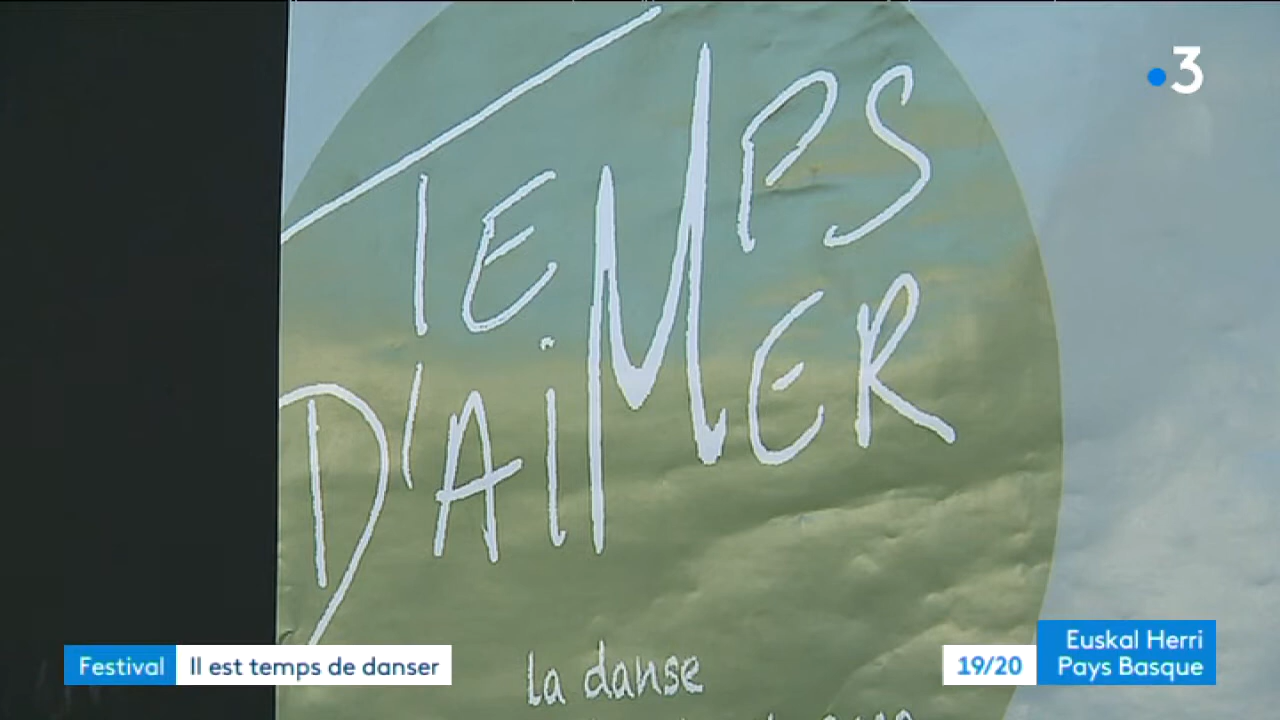 3
TEMPS
D'AiMER
la danse
Festival
Il est temps de danser
19/20
Euskal Herri
Pays Basque